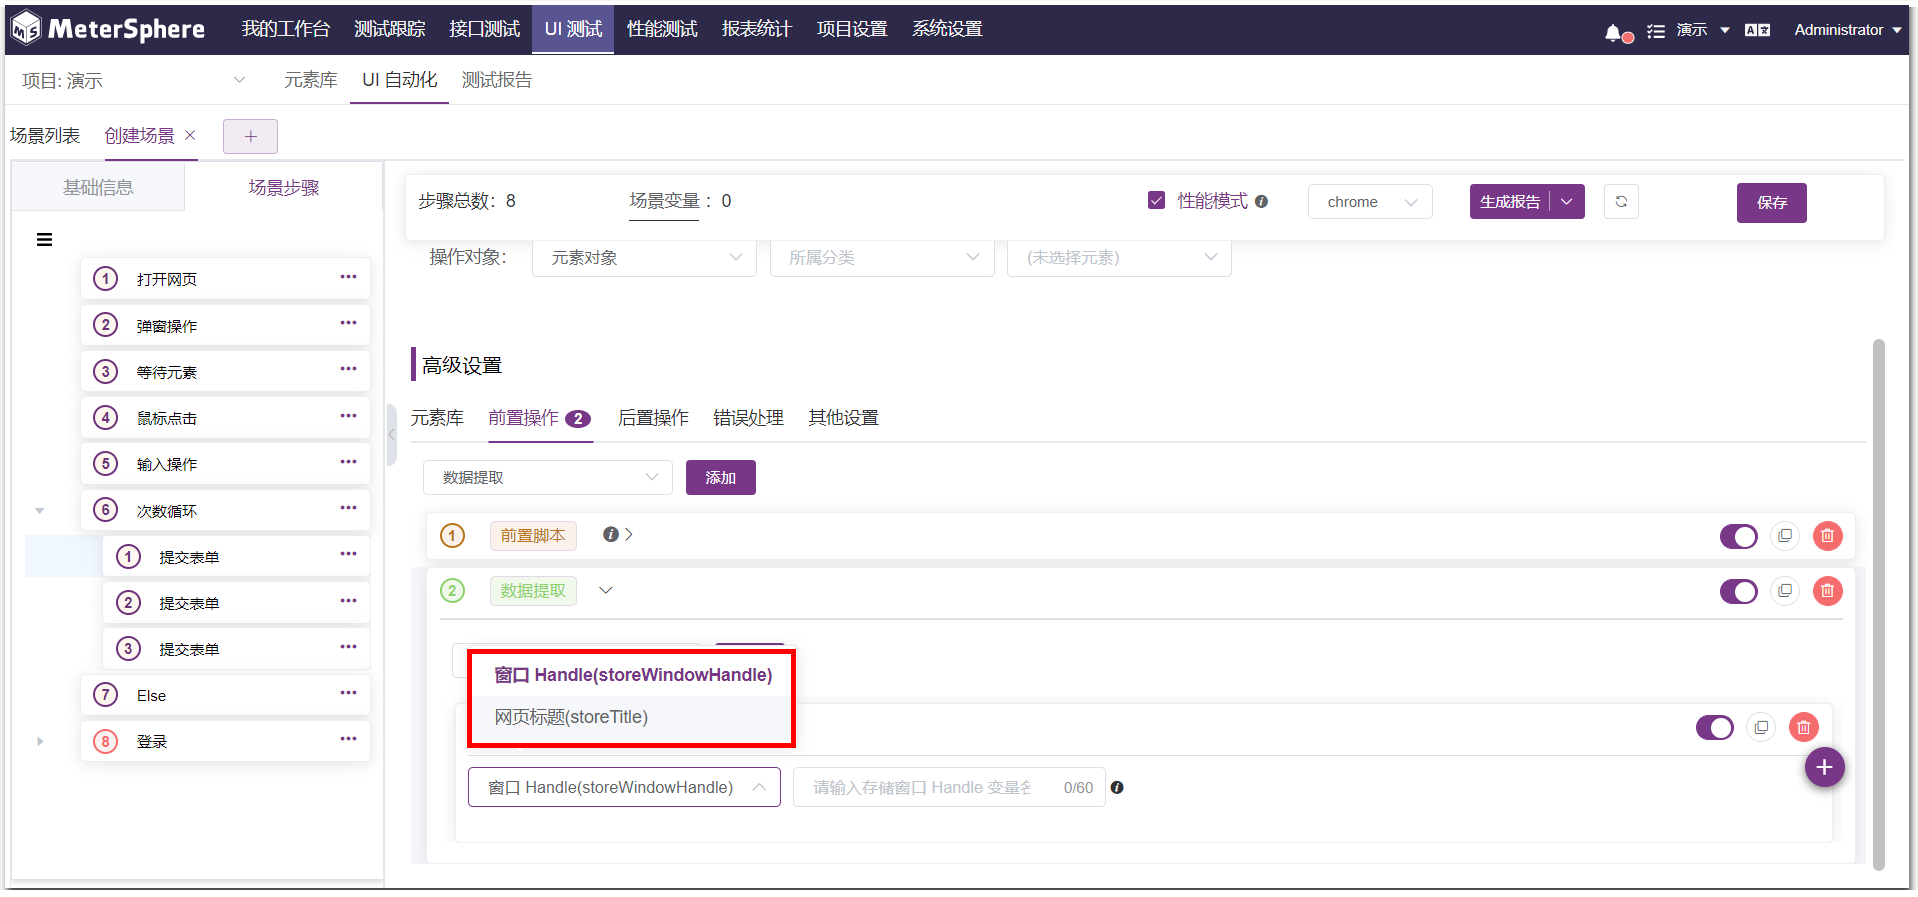 MeterSphere 我的工作台 测试跟踪 接口测试 UI 测试 性能测试 报表统计 项目设置 系统设置 演示 Administrator
项目: 演示 元素库 UI 自动化 测试报告
场景列表 创建场景 × +
基础信息 场景步骤
步骤总数: 8 场景变量 : 0 性能模式 chrome 生成报告 保存
操作对象: 元素对象 所属分类 (未选择元素)
1 打开网页 •••
2 弹窗操作 •••
3 等待元素 •••
4 鼠标点击 •••
5 输入操作 •••
6 次数循环 •••
1 提交表单 •••
2 提交表单 •••
3 提交表单 •••
7 Else •••
8 登录 •••
高级设置
元素库 前置操作 2 后置操作 错误处理 其他设置
数据提取 添加
1 前置脚本
2 数据提取
窗口 Handle(storeWindowHandle)
网页标题(storeTitle)
窗口 Handle(storeWindowHandle) 请输入存储窗口 Handle 变量 0/60
+